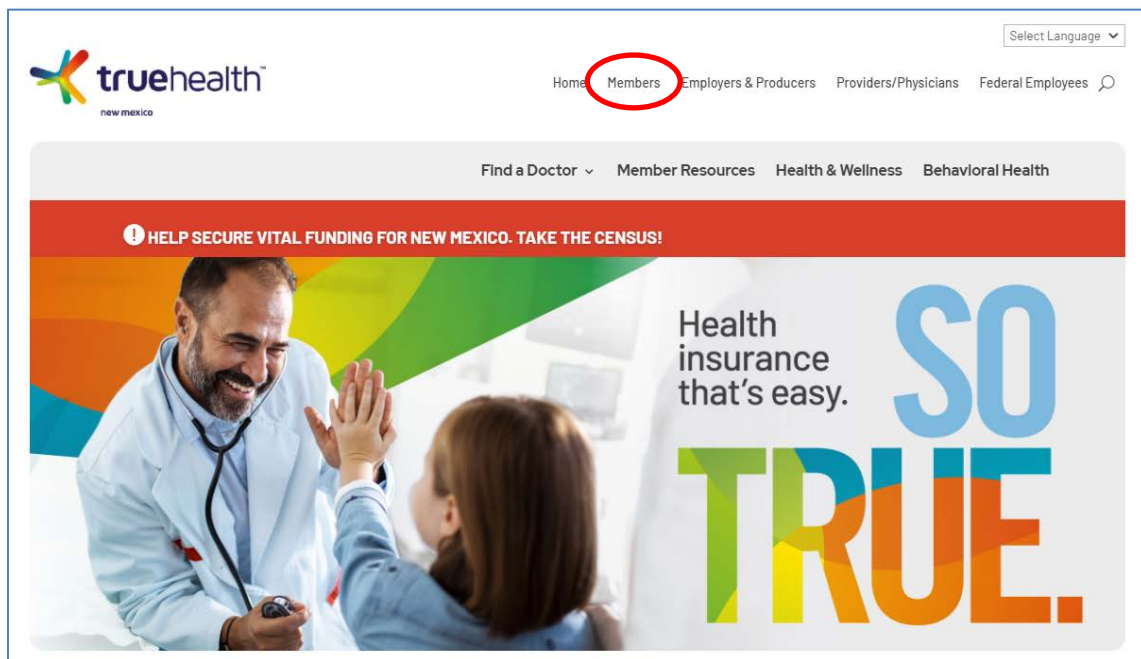 Select Language
truehealth™
new mexico
Home Members Employers & Producers Providers/Physicians Federal Employees
Find a Doctor Member Resources Health & Wellness Behavioral Health
! HELP SECURE VITAL FUNDING FOR NEW MEXICO. TAKE THE CENSUS!
Health
insurance
that's easy.
SO
TRUE.